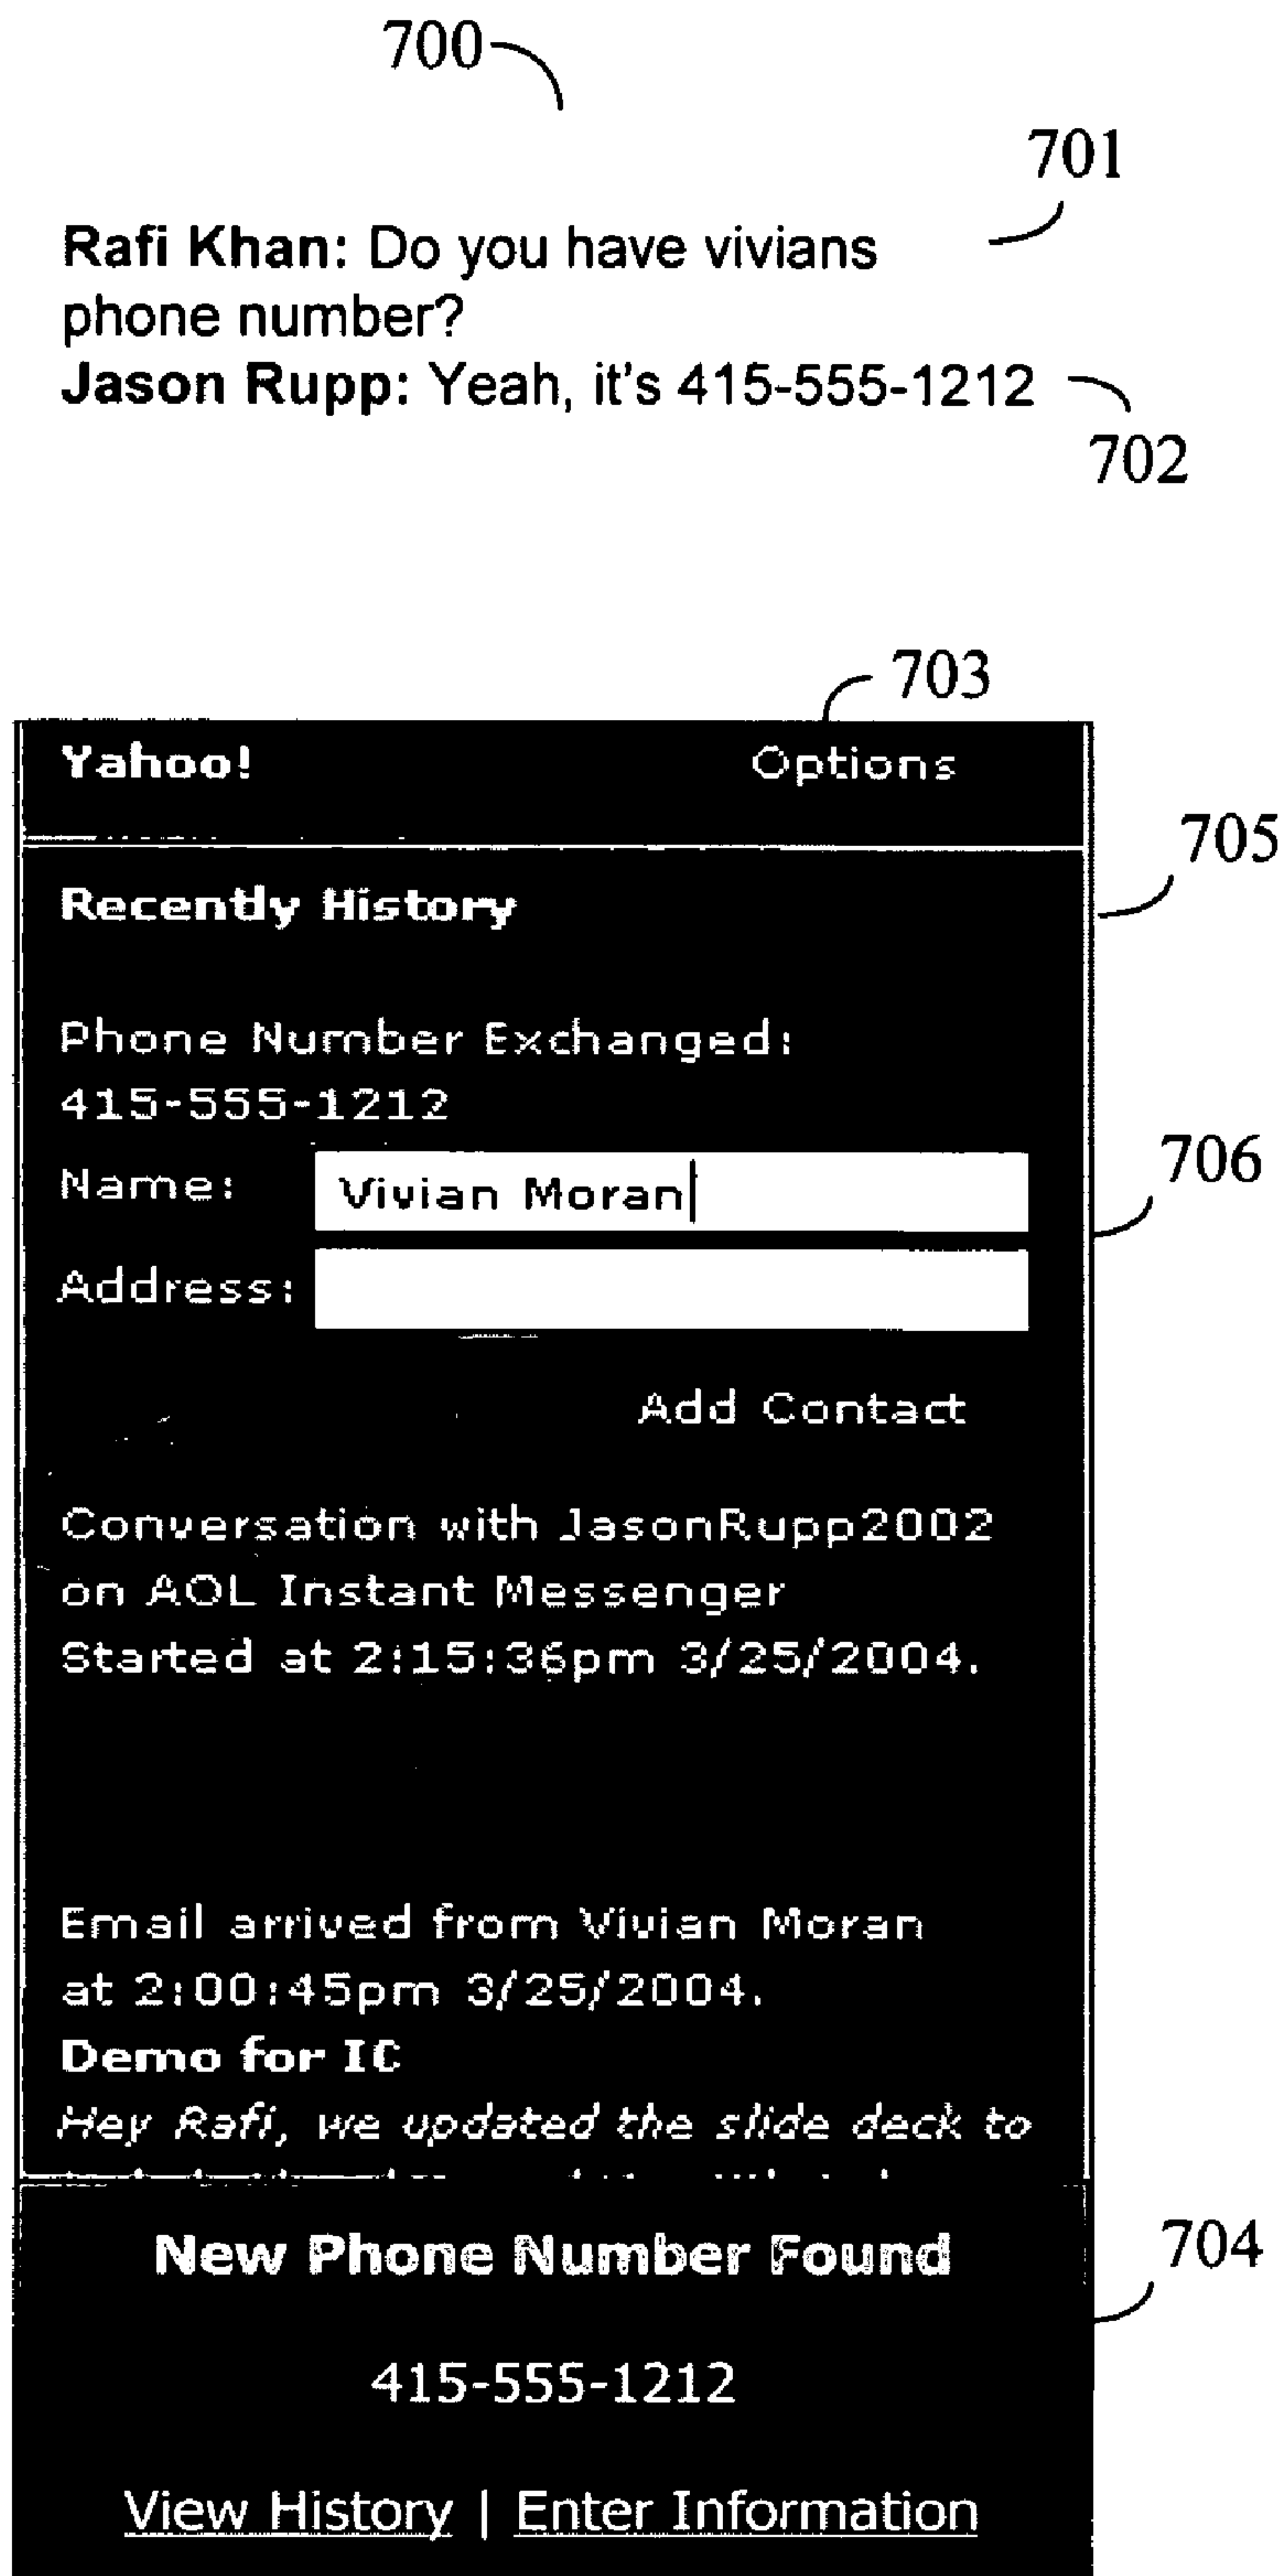 700
701
Rafi Khan: Do you have vivians
phone number?
Jason Rupp: Yeah, it's 415-555-1212
702
703
Yahoo! Options
705
Recently History
Phone Number Exchanged:
415-555-1212
706
Name: Vivian Moran
Address:
Add Contact
Conversation with JasonRupp2002
on AOL Instant Messenger
Started at 2:15:36pm 3/25/2004.
Email arrived from Vivian Moran
at 2:00:45pm 3/25/2004.
Demo for IC
Hey Rafi, we updated the slide deck to
New Phone Number Found
704
415-555-1212
View History | Enter Information